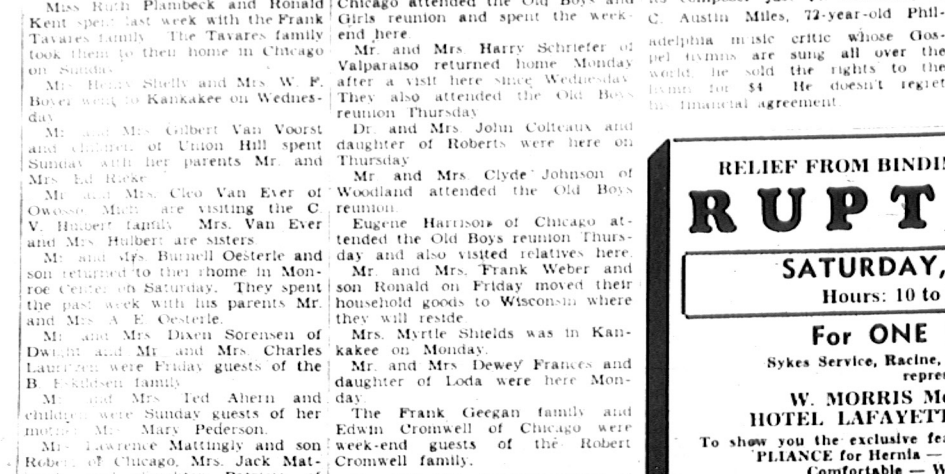 Miss Ruth Plambeck and Ronald
Kent spent last week with the Frank
Tavares family The Tavares family
took them to their home in Chicago
on Sunday
Mrs Henry Shelly and Mrs W. F.
Boyer went to Kankakee on Wednes-
day
Mr and Mrs Gilbert Van Voorst
and children of Union Hill spent
Sunday with her parents Mr. and
Mrs Ed Rieke
Mr and Mrs. Cleo Van Ever of
Owosso, Mich are visiting the C
V. Hulbert family Mrs. Van Ever
and Mrs Hulbert are sisters
Mr and Mrs. Burnell Oesterle and
son returned to ther rhome in Mon-
roe Center on Saturday. They spent
the past week with his parents Mr.
and Mrs A E Oesterle.
Mr and Mrs Dixen Sorensen of
Dwight and Mr and Mrs. Charles
Lauritzen were Friday guests of the
B family
Mr and Mrs Ted Ahern and
children were Sunday guests of her
mother Mrs Mary Pederson.
Mrs Lawrence Mattingly and son
Robert of Chicago, Mrs. Jack Mat-
Chicago attended the Old Boys and
Girls reunion and spent the week-
end here.
Mr. and Mrs. Harry Schriefer of
Valparaiso returned home Monday
after a visit here since Wednesday
They also attended the Old Boys
reunion Thursday
Dr. and Mrs. John Colteaux and
daughter of Roberts were here on
Thursday
Mr. and Mrs. Clyde Johnson of
Woodland attended the Old Boys
reunion.
Eugene Harrison of Chicago at-
tended the Old Boys reunion Thurs-
day and also visited relatives here.
Mr. and Mrs. Frank Weber and
son Ronald on Friday moved their
household goods to Wisconsin where
they will reside
Mrs. Myrtle Shields was in Kan-
kakee on Monday.
Mr. and Mrs Dewey Frances and
daughter of Loda were here Mon-
day.
The Frank Geegan family and
Edwin Cromwell of Chicago were
week-end guests of the Robert
Cromwell family.
C. Austin Miles, 72-year-old Phil-
adelphia music critic whose Gos-
pel hymns are sung all over the
world, he sold the rights to the
hymn for $4 He doesn't regret
his financial agreement.
RELIEF FROM BINDI
RUPT
SATURDAY,
Hours: 10 to
For ONE
Sykes Service, Racine,
repre
W. MORRIS M
HOTEL LAFAYETT
To show you the exclusive fe
PLIANCE for Hernia —
Comfortable —